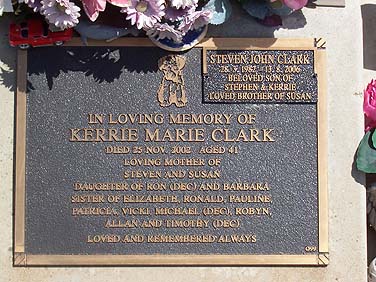 STEVEN JOHN CLARK
28.9.1982 - 13.8.2006
BELOVED SON OF
STEPHEN & KERRIE
LOVED BROTHER OF SUSAN
IN LOVING MEMORY OF
KERRIE MARIE CLARK
DIED 25 NOV. 2002 AGED 41
LOVING MOTHER OF
STEVEN AND SUSAN
DAUGHTER OF RON (DEC) AND BARBARA
SISTER OF ELIZABETH, RONALD, PAULINE,
PATRICIA, VICKI, MICHAEL (DEC), ROBYN,
ALLAN AND TIMOTHY (DEC)
LOVED AND REMEMBERED ALWAYS